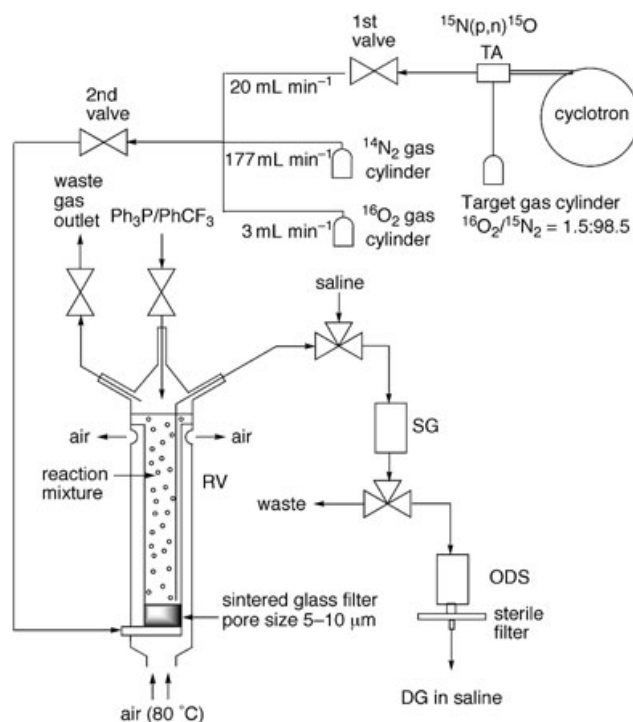 ¹⁵N(p,n)¹⁵O
1st
valve
TA
20 mL min⁻¹
cyclotron
2nd
valve
177 mL min⁻¹
¹⁴N₂ gas
cylinder
waste
gas
outlet
Ph₃P/PhCF₃
3 mL min⁻¹
¹⁶O₂ gas
cylinder
Target gas cylinder
¹⁶O₂/¹⁵N₂ = 1.5:98.5
saline
air
air
SG
reaction
mixture
RV
waste
ODS
sintered glass filter
pore size 5–10 μm
sterile
filter
air (80 °C)
DG in saline